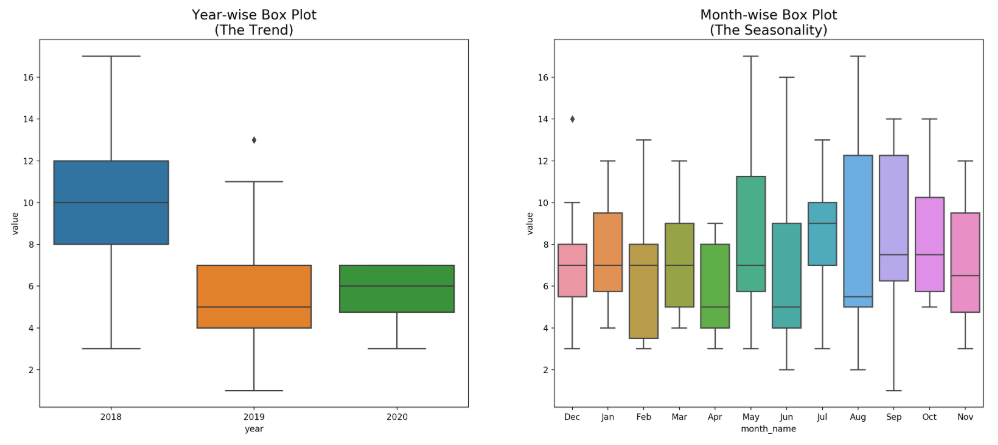 Year-wise Box Plot
(The Trend)
16
14
12
10
8
6
4
2
value
2018 2019 2020
year
Month-wise Box Plot
(The Seasonality)
16
14
12
10
8
6
4
2
value
Dec Jan Feb Mar Apr May Jun Jul Aug Sep Oct Nov
month_name